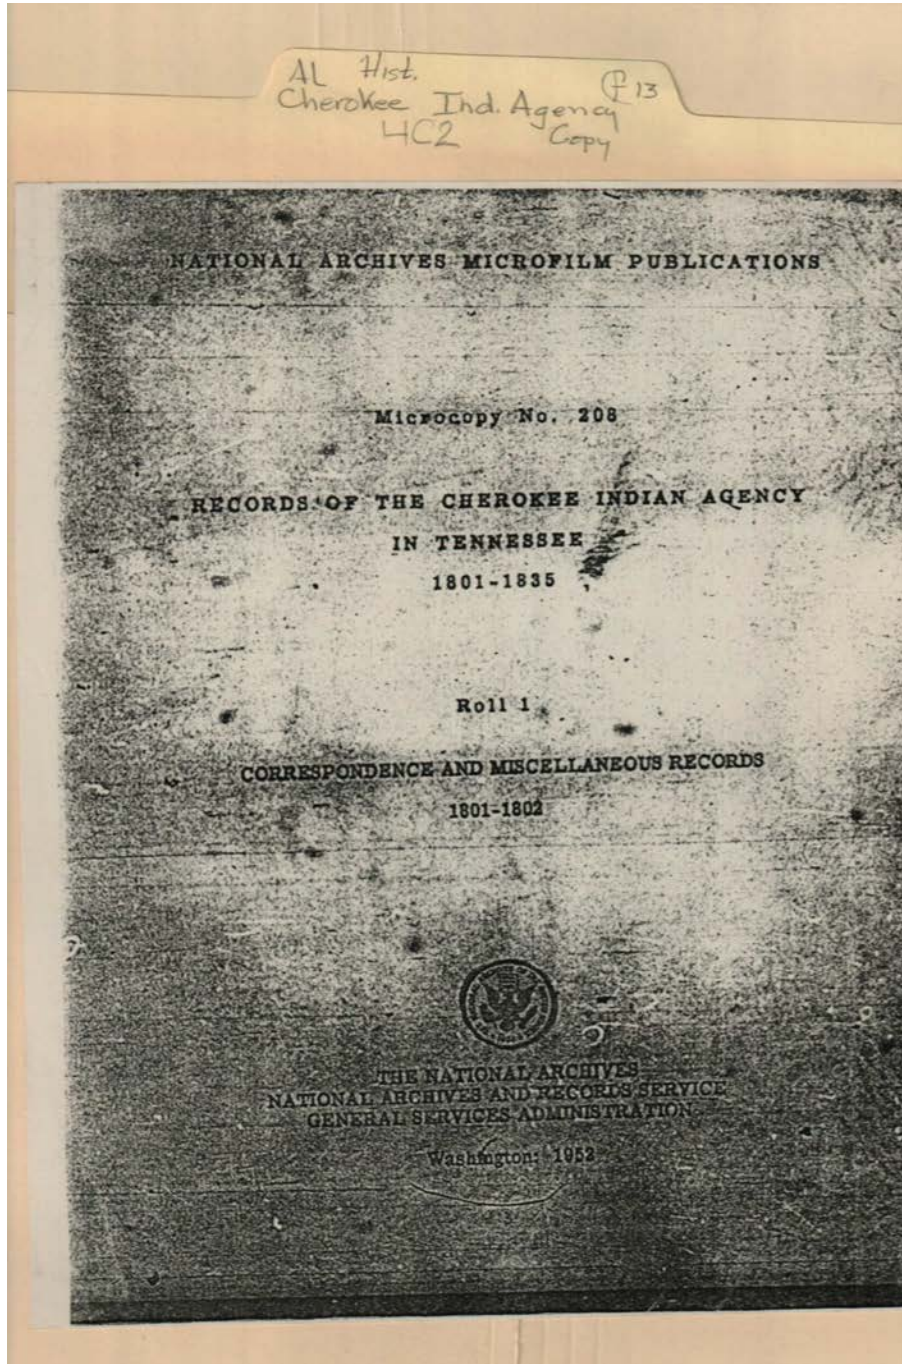 AL Hist.
Cherokee Ind. Agency
4C2 Copy
13
NATIONAL ARCHIVES MICROFILM PUBLICATIONS
Microcopy No. 208
RECORDS OF THE CHEROKEE INDIAN AGENCY
IN TENNESSEE
1801-1835
Roll 1
CORRESPONDENCE AND MISCELLANEOUS RECORDS
1801-1802
THE NATIONAL ARCHIVES
NATIONAL ARCHIVES AND RECORDS SERVICE
GENERAL SERVICES ADMINISTRATION
Washington: 1952